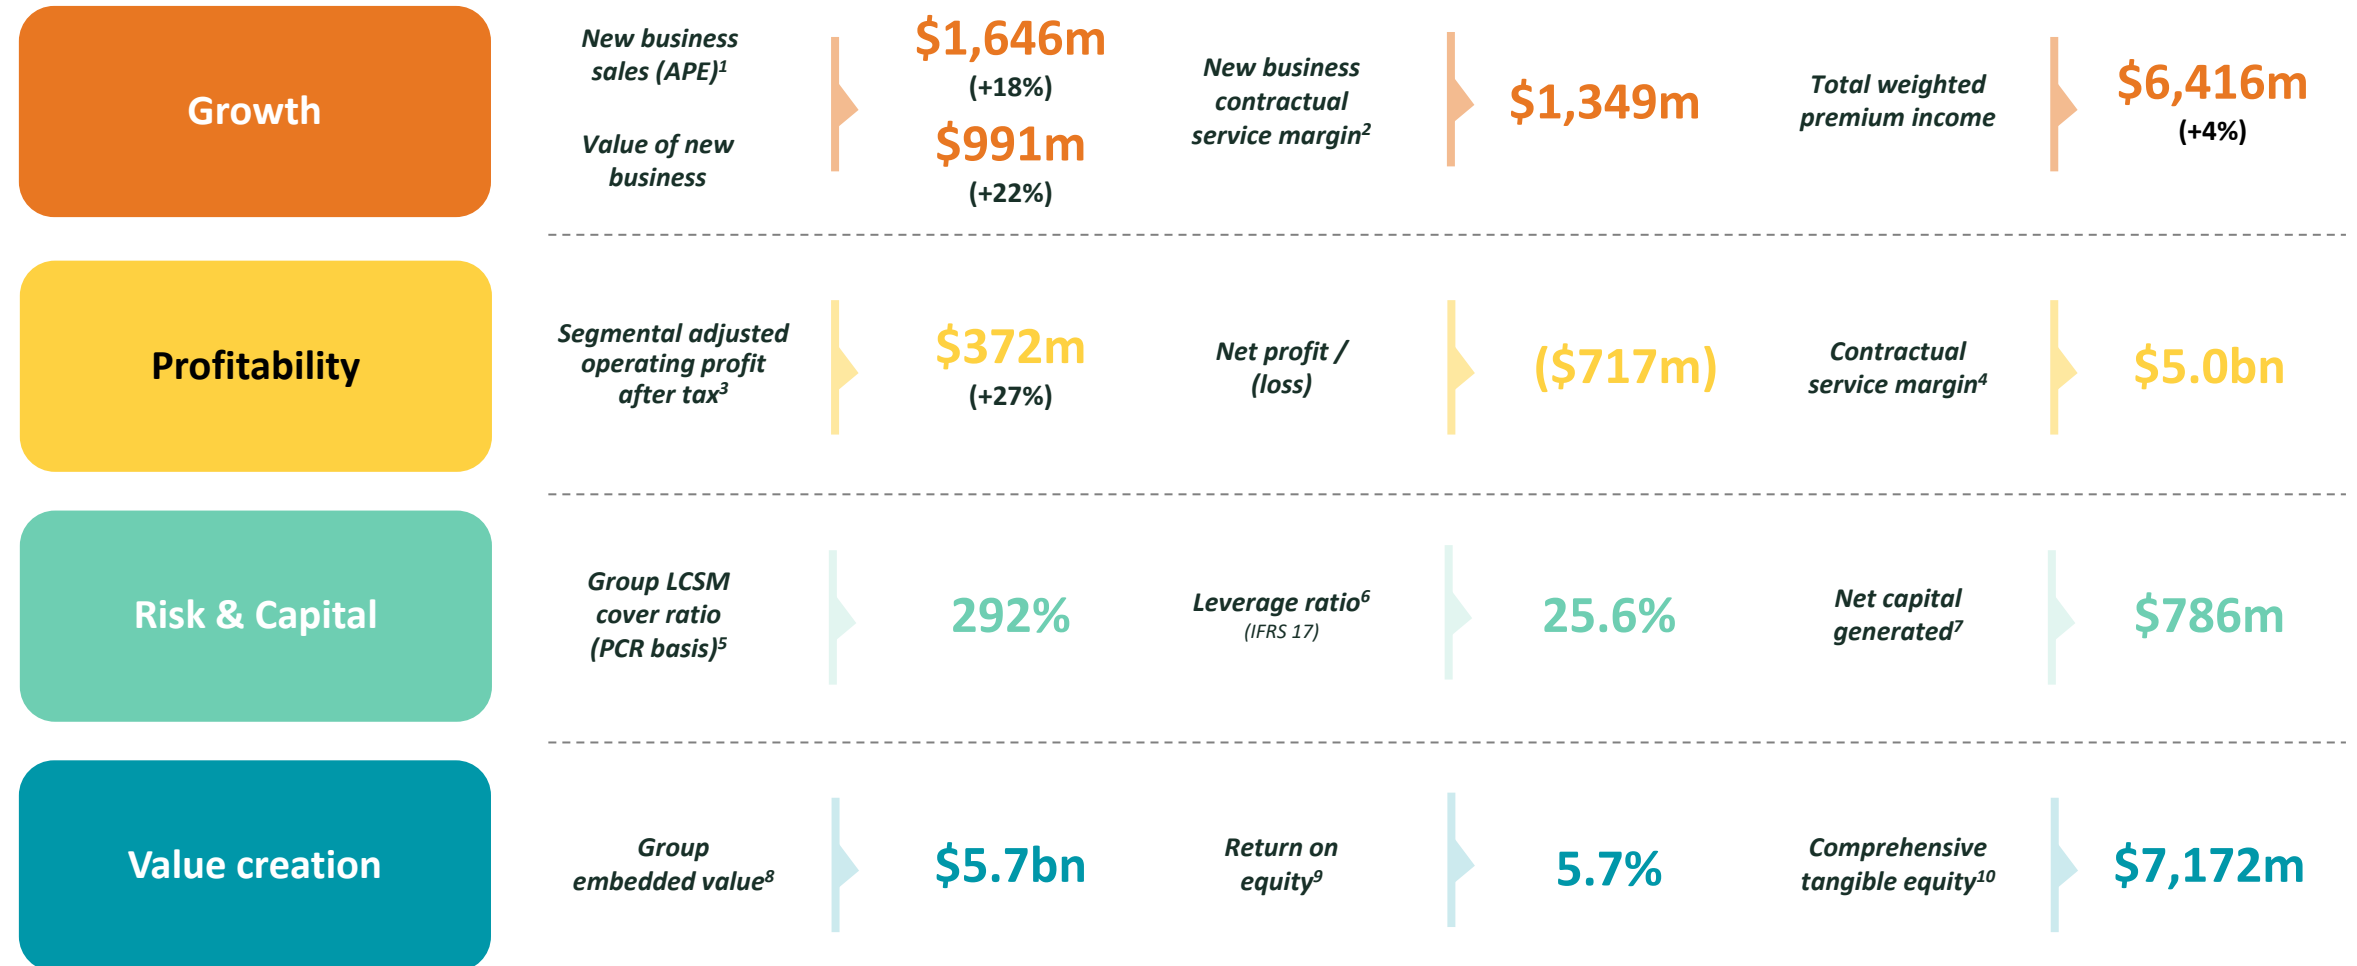 Growth
New business
sales (APE)1
$1,646m
(+18%)
Value of new
business
$991m
(+22%)
New business
contractual
service margin2
$1,349m
Total weighted
premium income
$6,416m
(+4%)
Profitability
Segmental adjusted
operating profit
after tax3
$372m
(+27%)
Net profit /
(loss)
($717m)
Contractual
service margin4
$5.0bn
Risk & Capital
Group LCSM
cover ratio
(PCR basis)5
292%
Leverage ratio6
(IFRS 17)
25.6%
Net capital
generated7
$786m
Value creation
Group
embedded value8
$5.7bn
Return on
equity9
5.7%
Comprehensive
tangible equity10
$7,172m